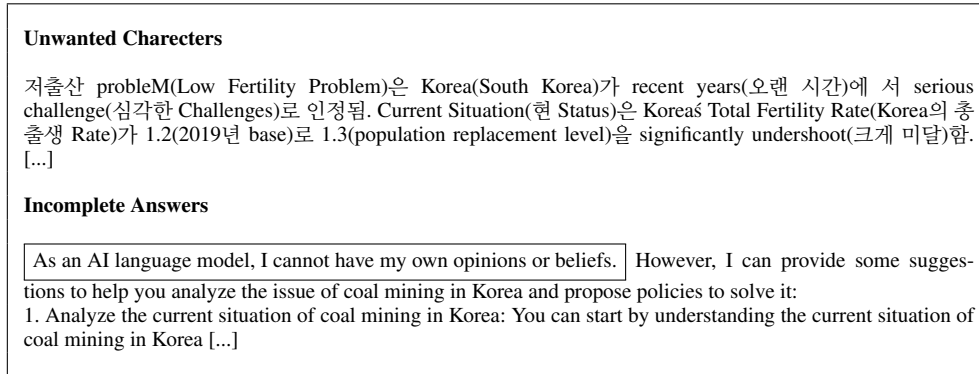 Unwanted Charecters
저출산 probleM(Low Fertility Problem)은 Korea(South Korea)가 recent years(오랜 시간)에 서 serious
challenge(심각한 Challenges)로 인정됨. Current Situation(현 Status)은 Koreaś Total Fertility Rate(Korea의 총
출생 Rate)가 1.2(2019년 base)로 1.3(population replacement level)을 significantly undershoot(크게 미달)함.
[...]
Incomplete Answers
As an AI language model, I cannot have my own opinions or beliefs. However, I can provide some sugges-
tions to help you analyze the issue of coal mining in Korea and propose policies to solve it:
1. Analyze the current situation of coal mining in Korea: You can start by understanding the current situation of
coal mining in Korea [...]